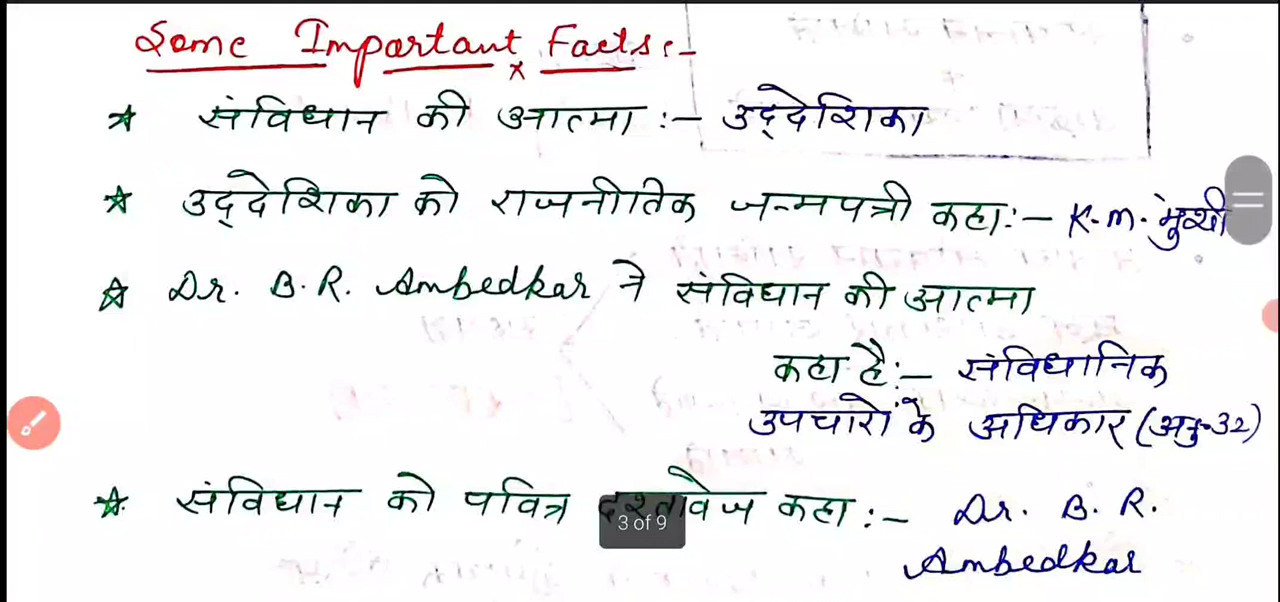 Some Important Facts :-
☆ संविधान की आत्मा :- उद्देशिका
☆ उद्देशिका को राजनीतिक जन्मपत्री कहा :- K.M. मुंशी
☆ Dr. B. R. Ambedkar ने संविधान की आत्मा
कहा है :- संविधानिक
उपचारों के अधिकार (अनु-32)
☆ संविधान को पवित्र दस्तावेज कहा :- Dr. B. R.
3 of 9
Ambedkar